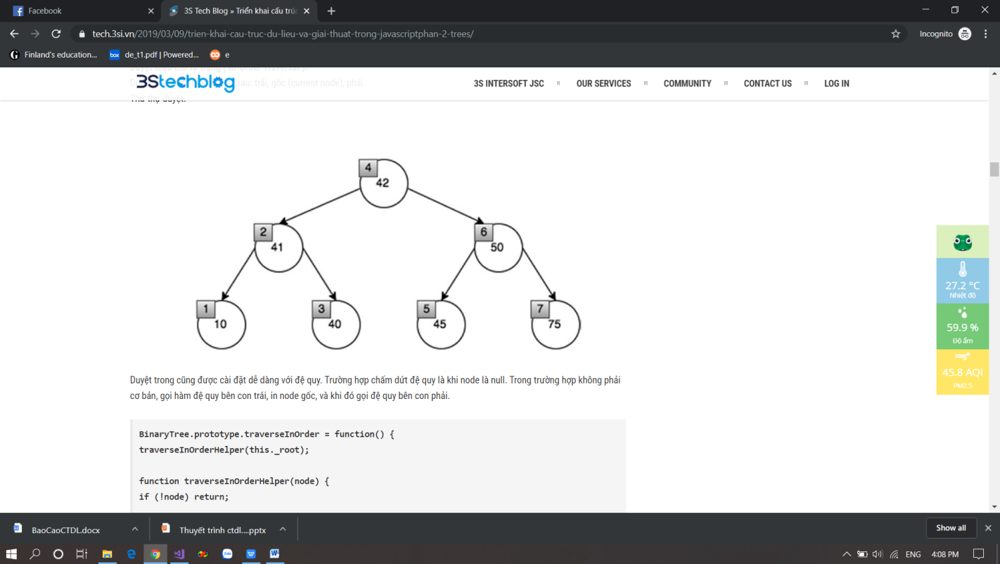 Facebook
3S Tech Blog » Triển khai cấu trúc
tech.3si.vn/2019/03/09/trien-khai-cau-truc-du-lieu-va-giai-thuat-trong-javascriptphan-2-trees/
Incognito
Finland's education...
box de_t1.pdf | Powered...
e
Duyệt theo thứ tự trong ( In-Order Traversal ):
3Stechblog
sau: trái, gốc (current node), phải.
3S INTERSOFT JSC
OUR SERVICES
COMMUNITY
CONTACT US
LOG IN
Thứ thự duyệt:
4
42
2
41
6
50
1
10
3
40
5
45
7
75
27.2 °C
Nhiệt độ
59.9 %
Độ ẩm
45.8 AQI
PM2.5
Duyệt trong cũng được cài đặt dễ dàng với đệ quy. Trường hợp chấm dứt đệ quy là khi node là null. Trong trường hợp không phải
cơ bản, gọi hàm đệ quy bên con trái, in node gốc, và khi đó gọi đệ quy bên con phải.
BinaryTree.prototype.traverseInOrder = function() {
traverseInOrderHelper(this._root);
function traverseInOrderHelper(node) {
if (!node) return;
BaoCaoCTDL.docx
Thuyết trình ctdl....pptx
Show all
Zalo
ENG
4:08 PM